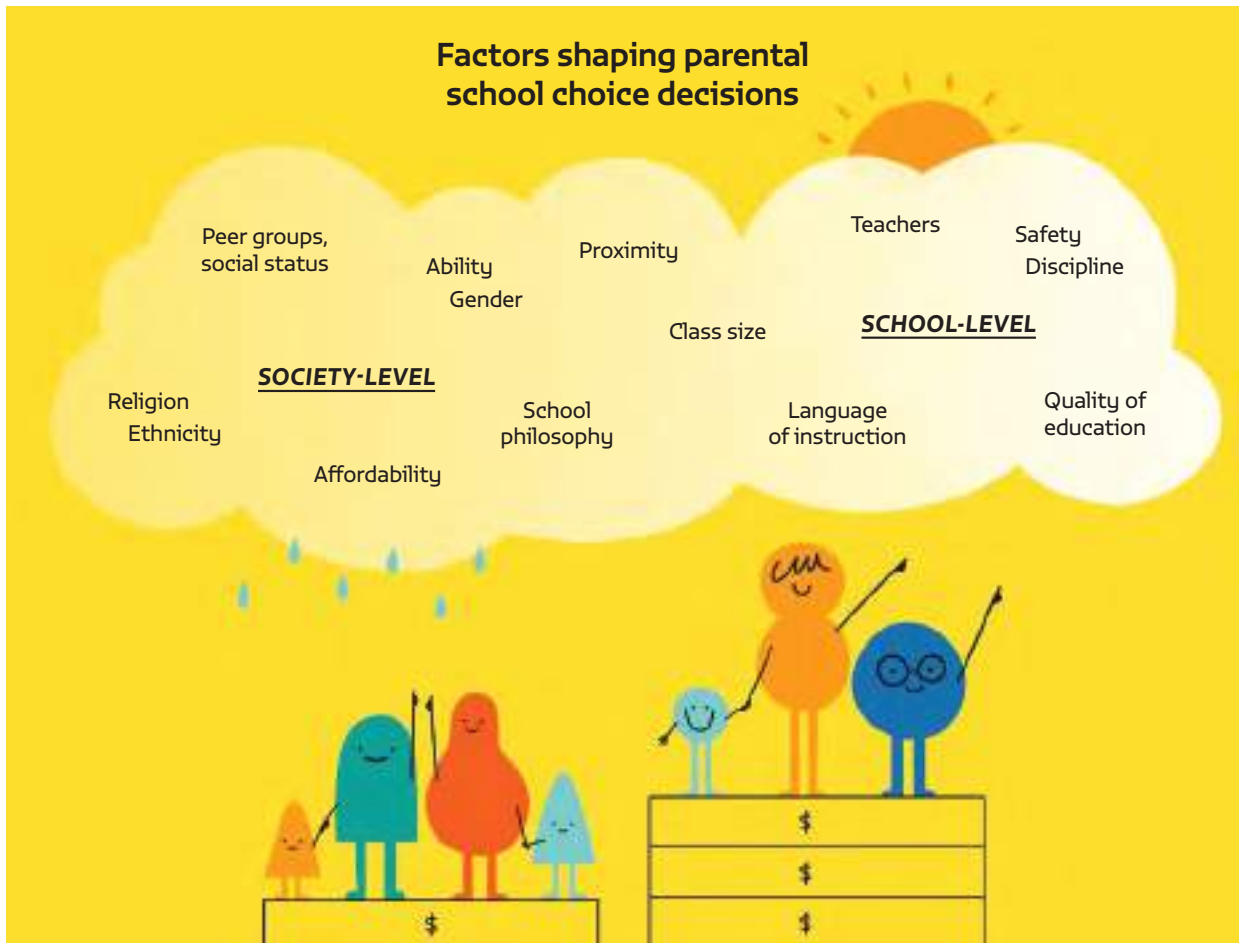 Factors shaping parental
school choice decisions
Peer groups,
social status
Ability
Gender
Proximity
Teachers
Safety
Discipline
Class size
SCHOOL-LEVEL
SOCIETY-LEVEL
Religion
Ethnicity
School
philosophy
Language
of instruction
Quality of
education
Affordability
$
$
$
$